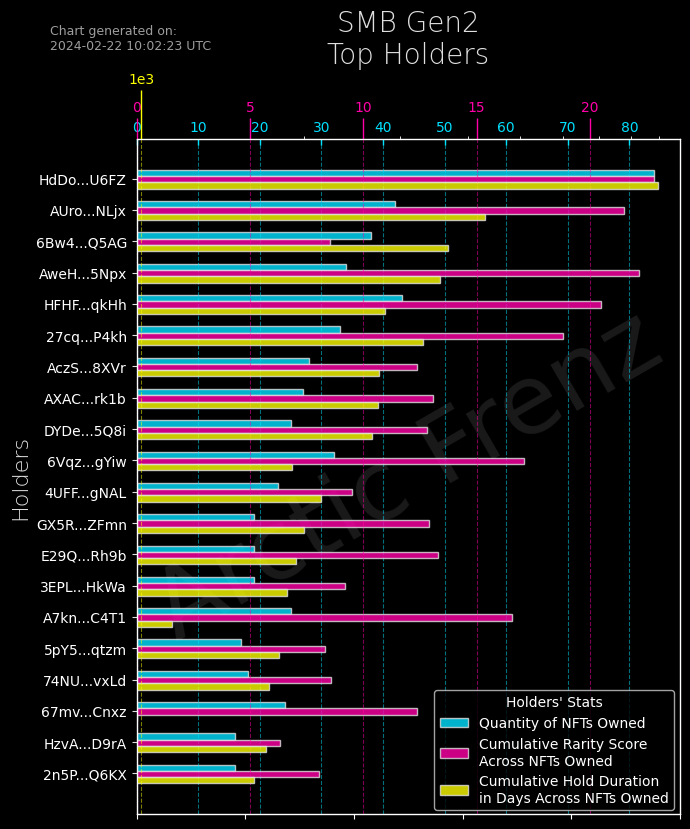 Chart generated on:
2024-02-22 10:02:23 UTC
SMB Gen2
Top Holders
1e3
0 5 10 15 20
0 10 20 30 40 50 60 70 80
HdDo...U6FZ
AUro...NLjx
6Bw4...Q5AG
AweH...5Npx
HFHF...qkHh
27cq...P4kh
AczS...8XVr
AXAC...rk1b
DYDe...5Q8i
6Vqz...gYiw
4UFF...gNAL
GX5R...ZFmn
E29Q...Rh9b
3EPL...HkWa
A7kn...C4T1
5pY5...qtzm
74NU...vxLd
67mv...Cnxz
HzvA...D9rA
2n5P...Q6KX
Holders
Arctic Frenz
Holders' Stats
Quantity of NFTs Owned
Cumulative Rarity Score
Across NFTs Owned
Cumulative Hold Duration
in Days Across NFTs Owned